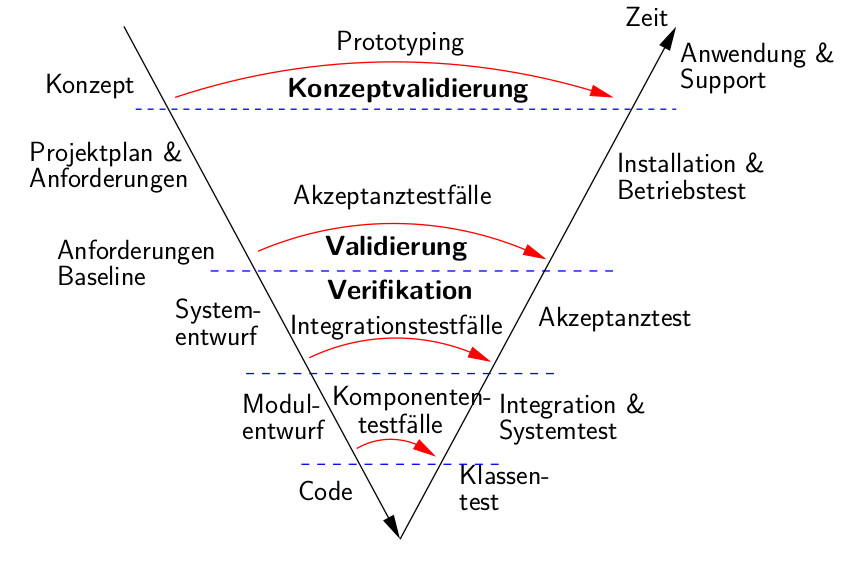 Zeit
Prototyping
Anwendung &
Support
Konzept
Konzeptvalidierung
Projektplan &
Anforderungen
Installation &
Betriebstest
Akzeptanztestfälle
Anforderungen
Baseline
Validierung
Verifikation
System-
entwurf
Integrationstestfälle
Akzeptanztest
Modul-
entwurf
Komponenten-
testfälle
Integration &
Systemtest
Code
Klassen-
test